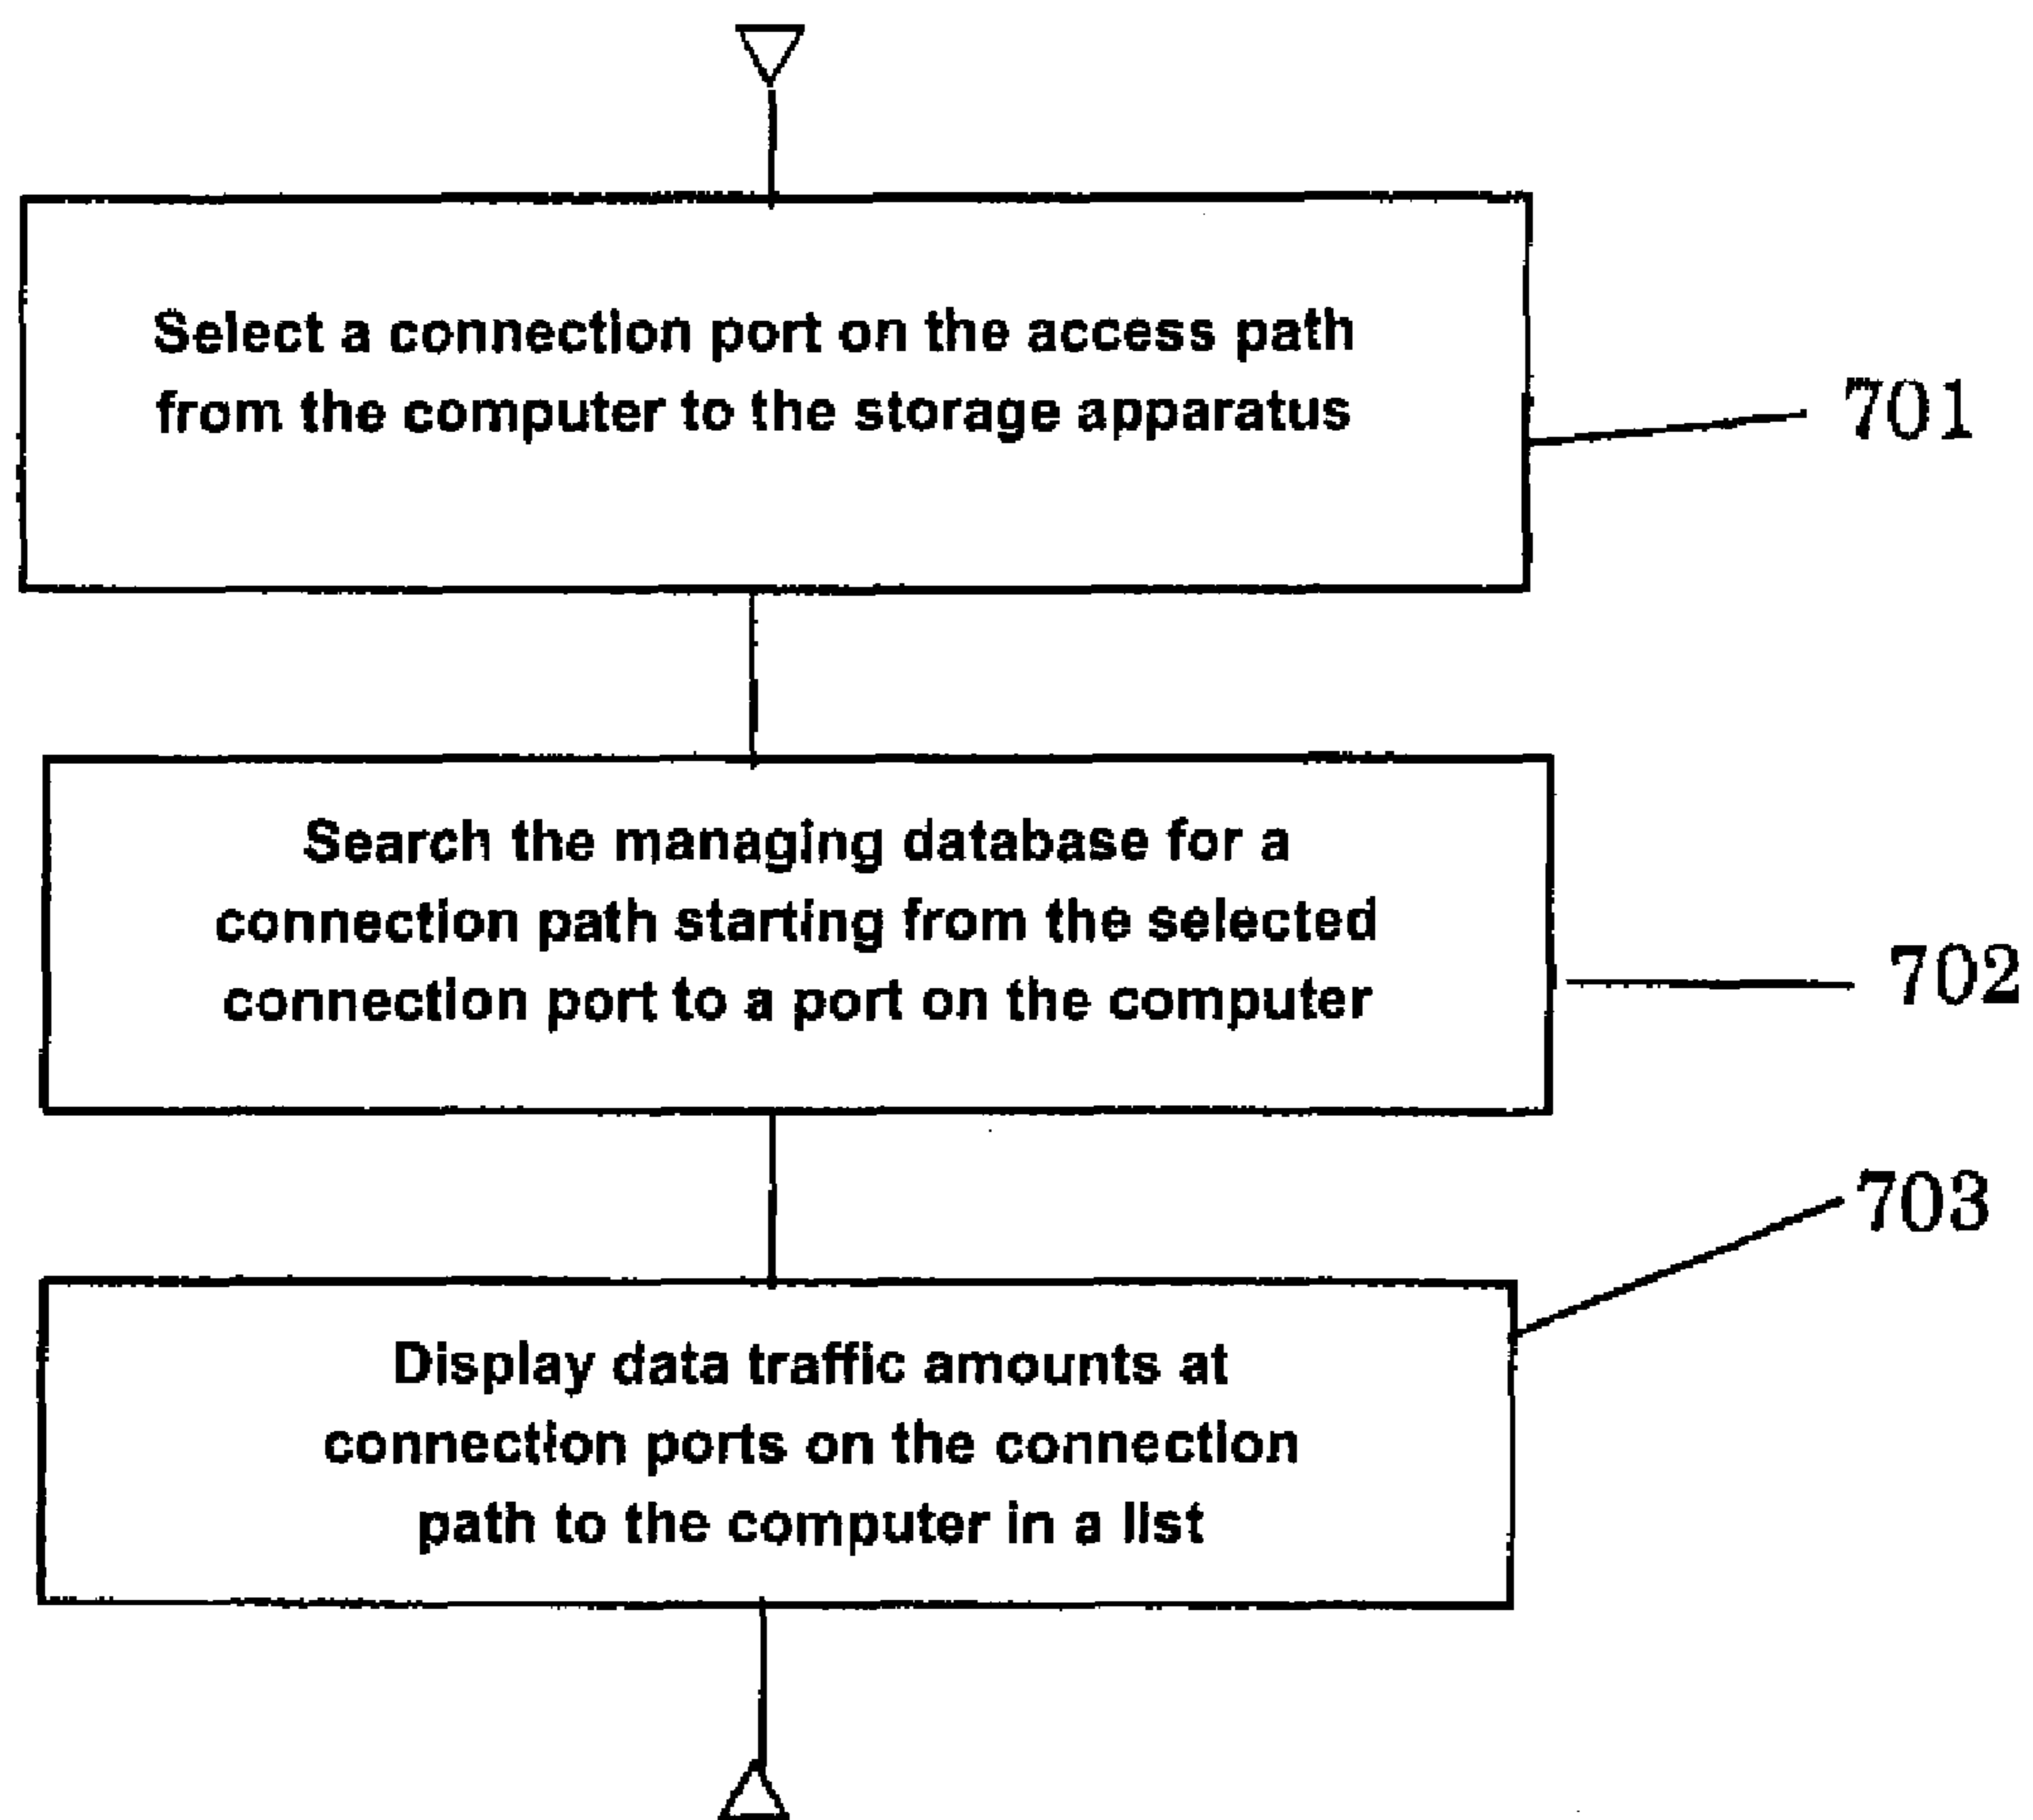 Select a connection port on the access path
from the computer to the storage apparatus
701
Search the managing database for a
connection path starting from the selected
connection port to a port on the computer
702
703
Display data traffic amounts at
connection ports on the connection
path to the computer in a list